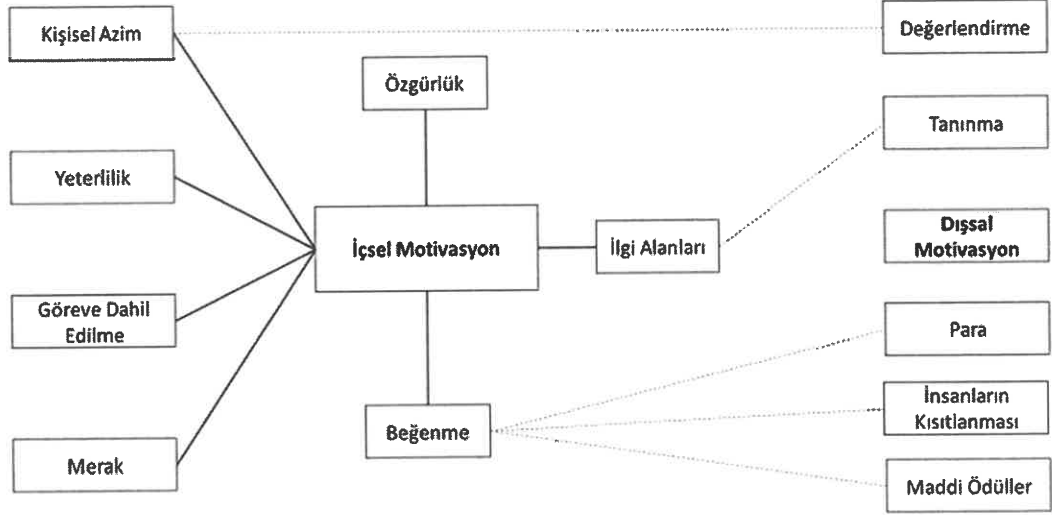 Kişisel Azim
Değerlendirme
Özgürlük
Tanınma
Yeterlilik
İçsel Motivasyon
İlgi Alanları
Dışsal
Motivasyon
Göreve Dahil
Edilme
Para
Beğenme
İnsanların
Kısıtlanması
Merak
Maddi Ödüller